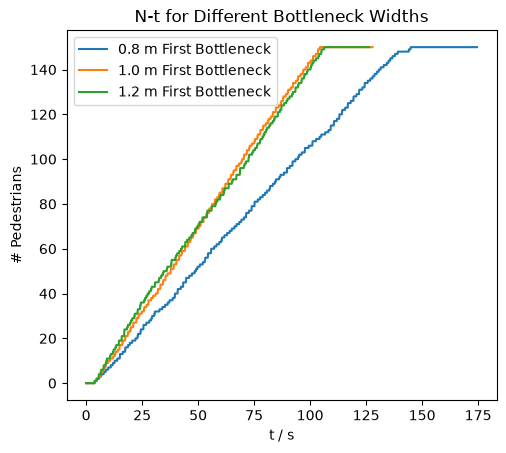 N-t for Different Bottleneck Widths
0.8 m First Bottleneck
1.0 m First Bottleneck
1.2 m First Bottleneck
# Pedestrians
140
120
100
80
60
40
20
0
0 25 50 75 100 125 150 175
t / s